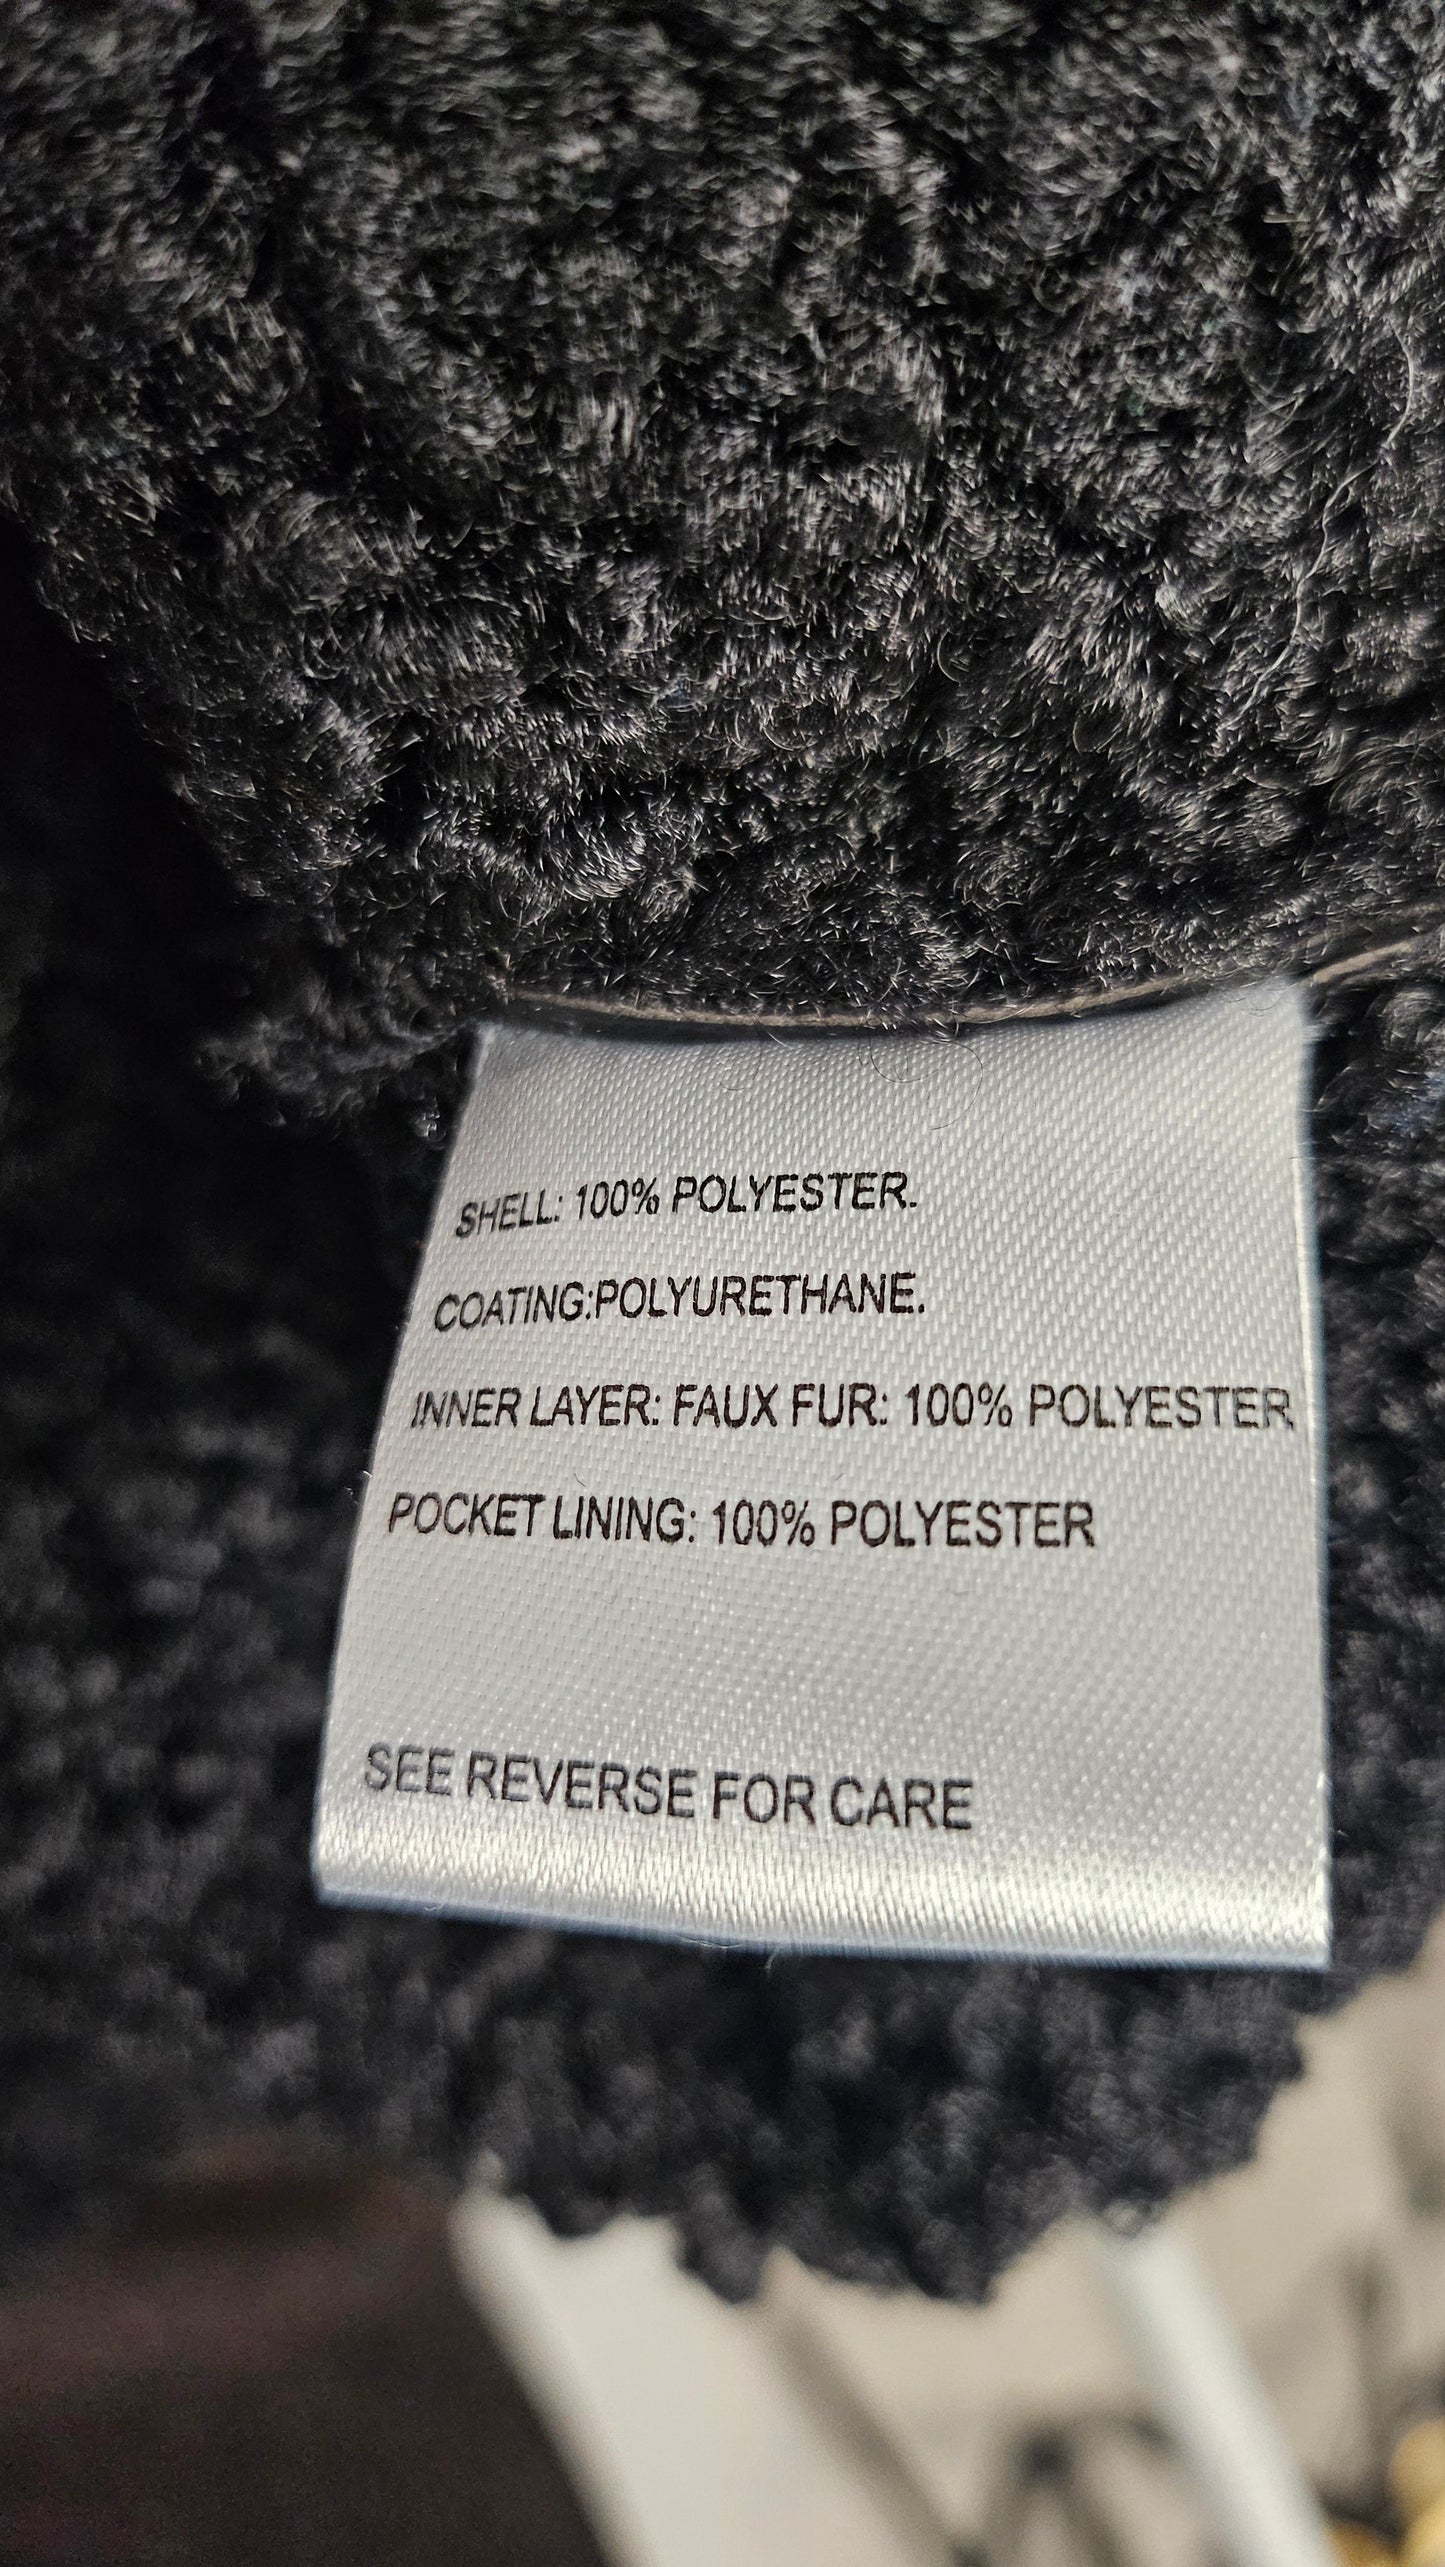 SHELL: 100% POLYESTER.
COATING:POLYURETHANE.
INNER LAYER: FAUX FUR: 100% POLYESTER
POCKET LINING: 100% POLYESTER
SEE REVERSE FOR CARE